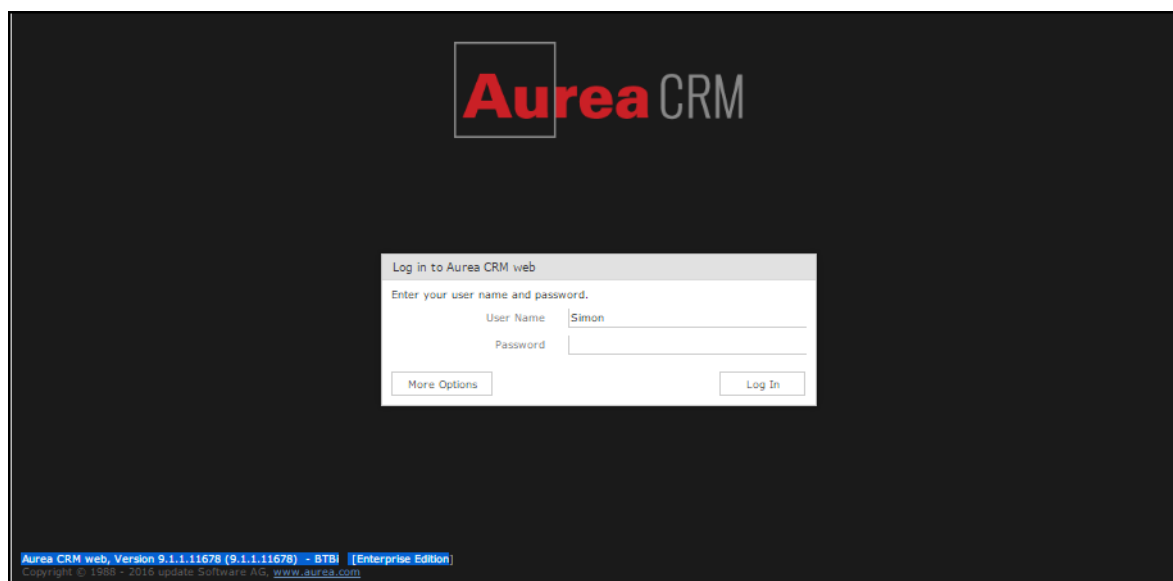 Aurea CRM
Log in to Aurea CRM web
Enter your user name and password.
User Name Simon
Password
More Options Log In
Aurea CRM web, Version 9.1.1.11678 (9.1.1.11678) - BTBi [Enterprise Edition]
Copyright © 1988 - 2016 update Software AG, www.aurea.com